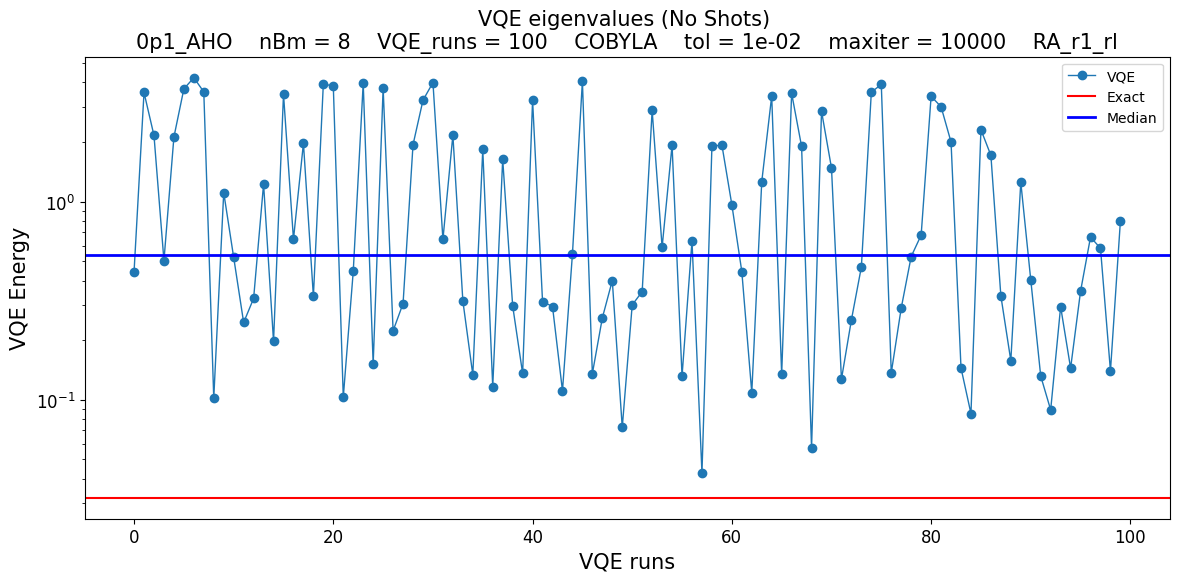 VQE eigenvalues (No Shots)
0p1_AHO nBm = 8 VQE_runs = 100 COBYLA tol = 1e-02 maxiter = 10000 RA_r1_rl
VQE
Exact
Median
VQE Energy
10^0
10^-1
0 20 40 60 80 100
VQE runs